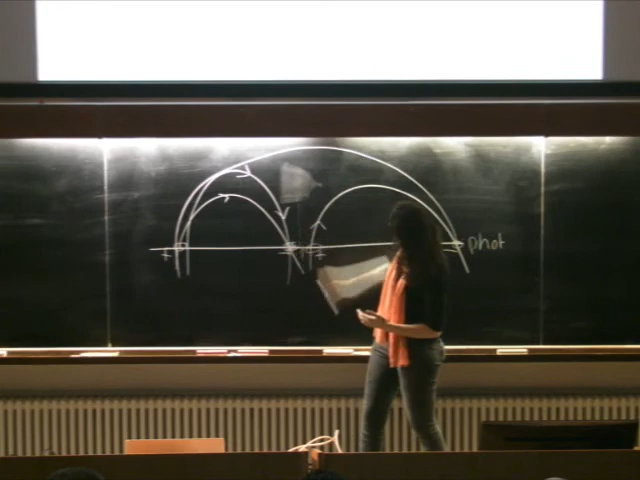 + - + - phot